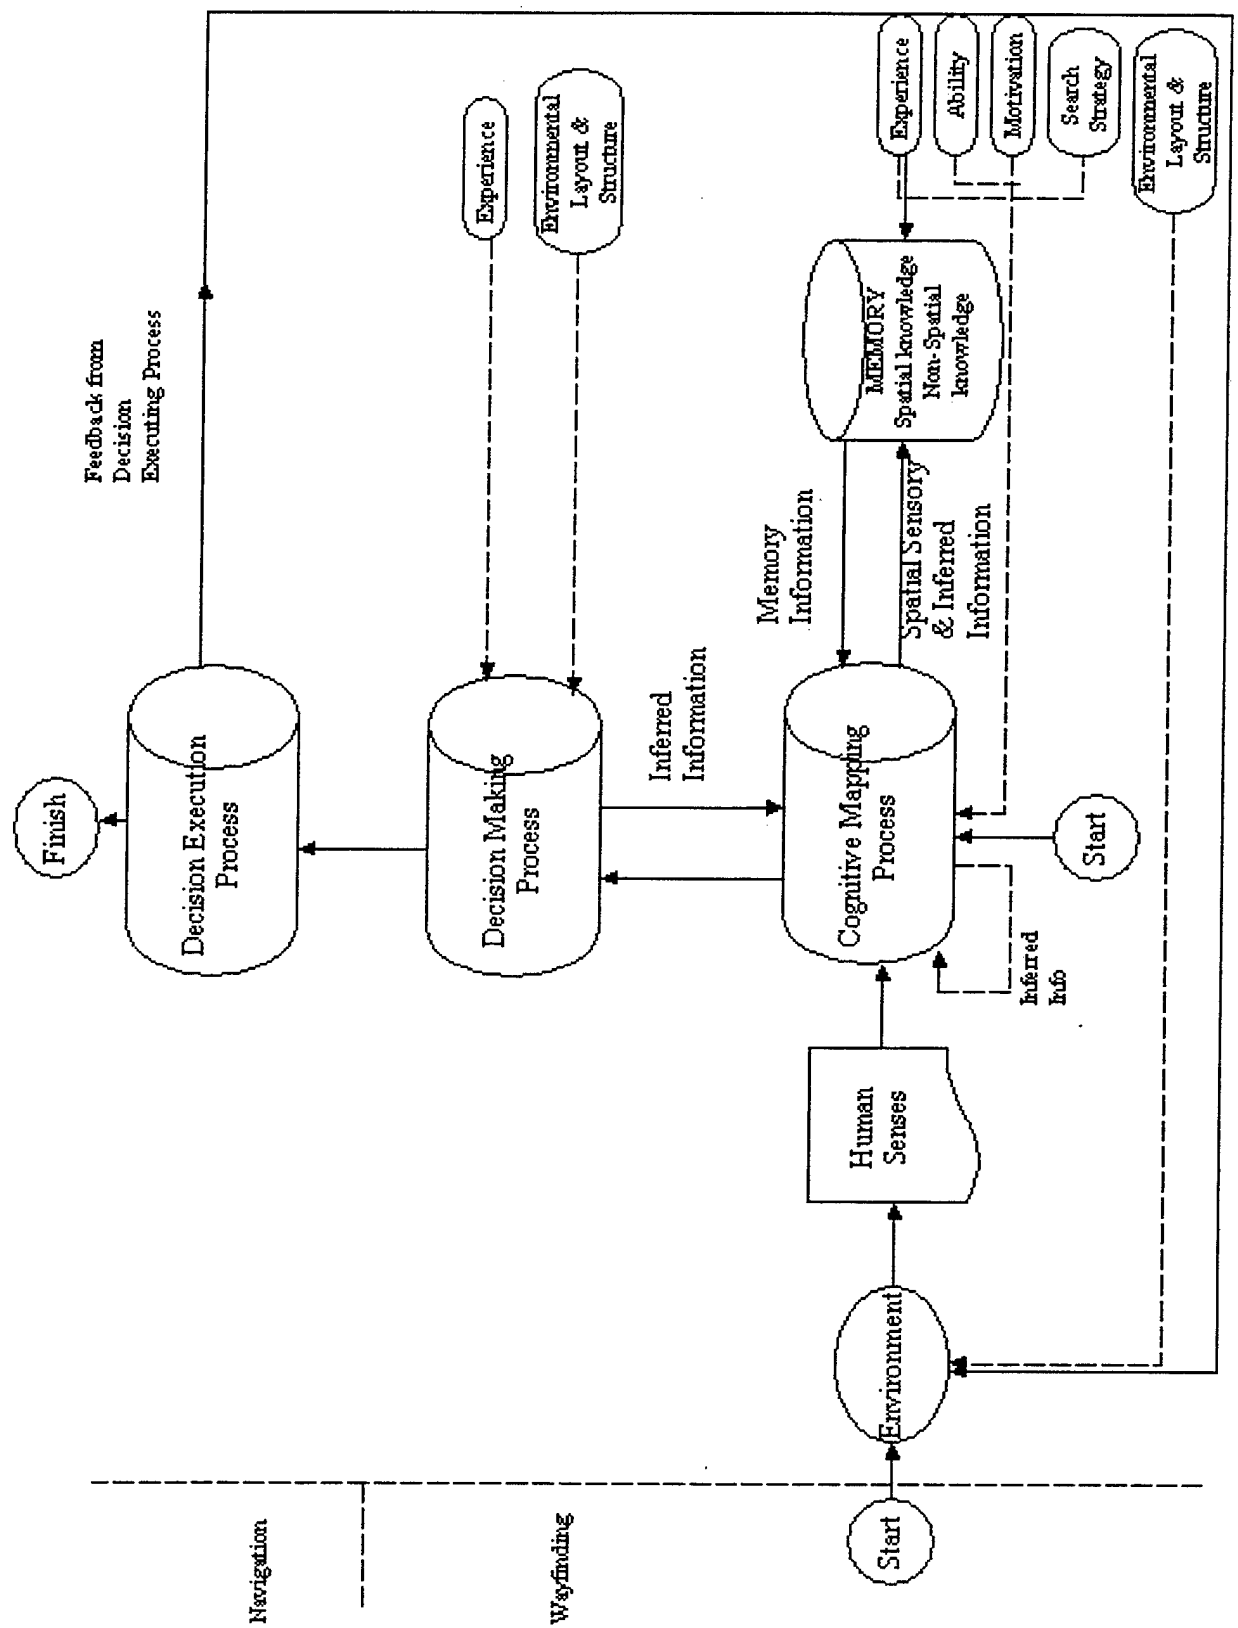 Navigation
Wayfinding
Finish
Decision Execution
Process
Feedback from
Decision
Executing Process
Decision Making
Process
Experience
Environmental
Layout &
Structure
Inferred
Information
Start
Environment
Human
Senses
Cognitive Mapping
Process
Memory
Information
Spatial Sensory
& Inferred
Information
MEMORY
Spatial knowledge
Non-Spatial
knowledge
Inferred
Info
Start
Experience
Ability
Motivation
Search
Strategy
Environmental
Layout &
Structure